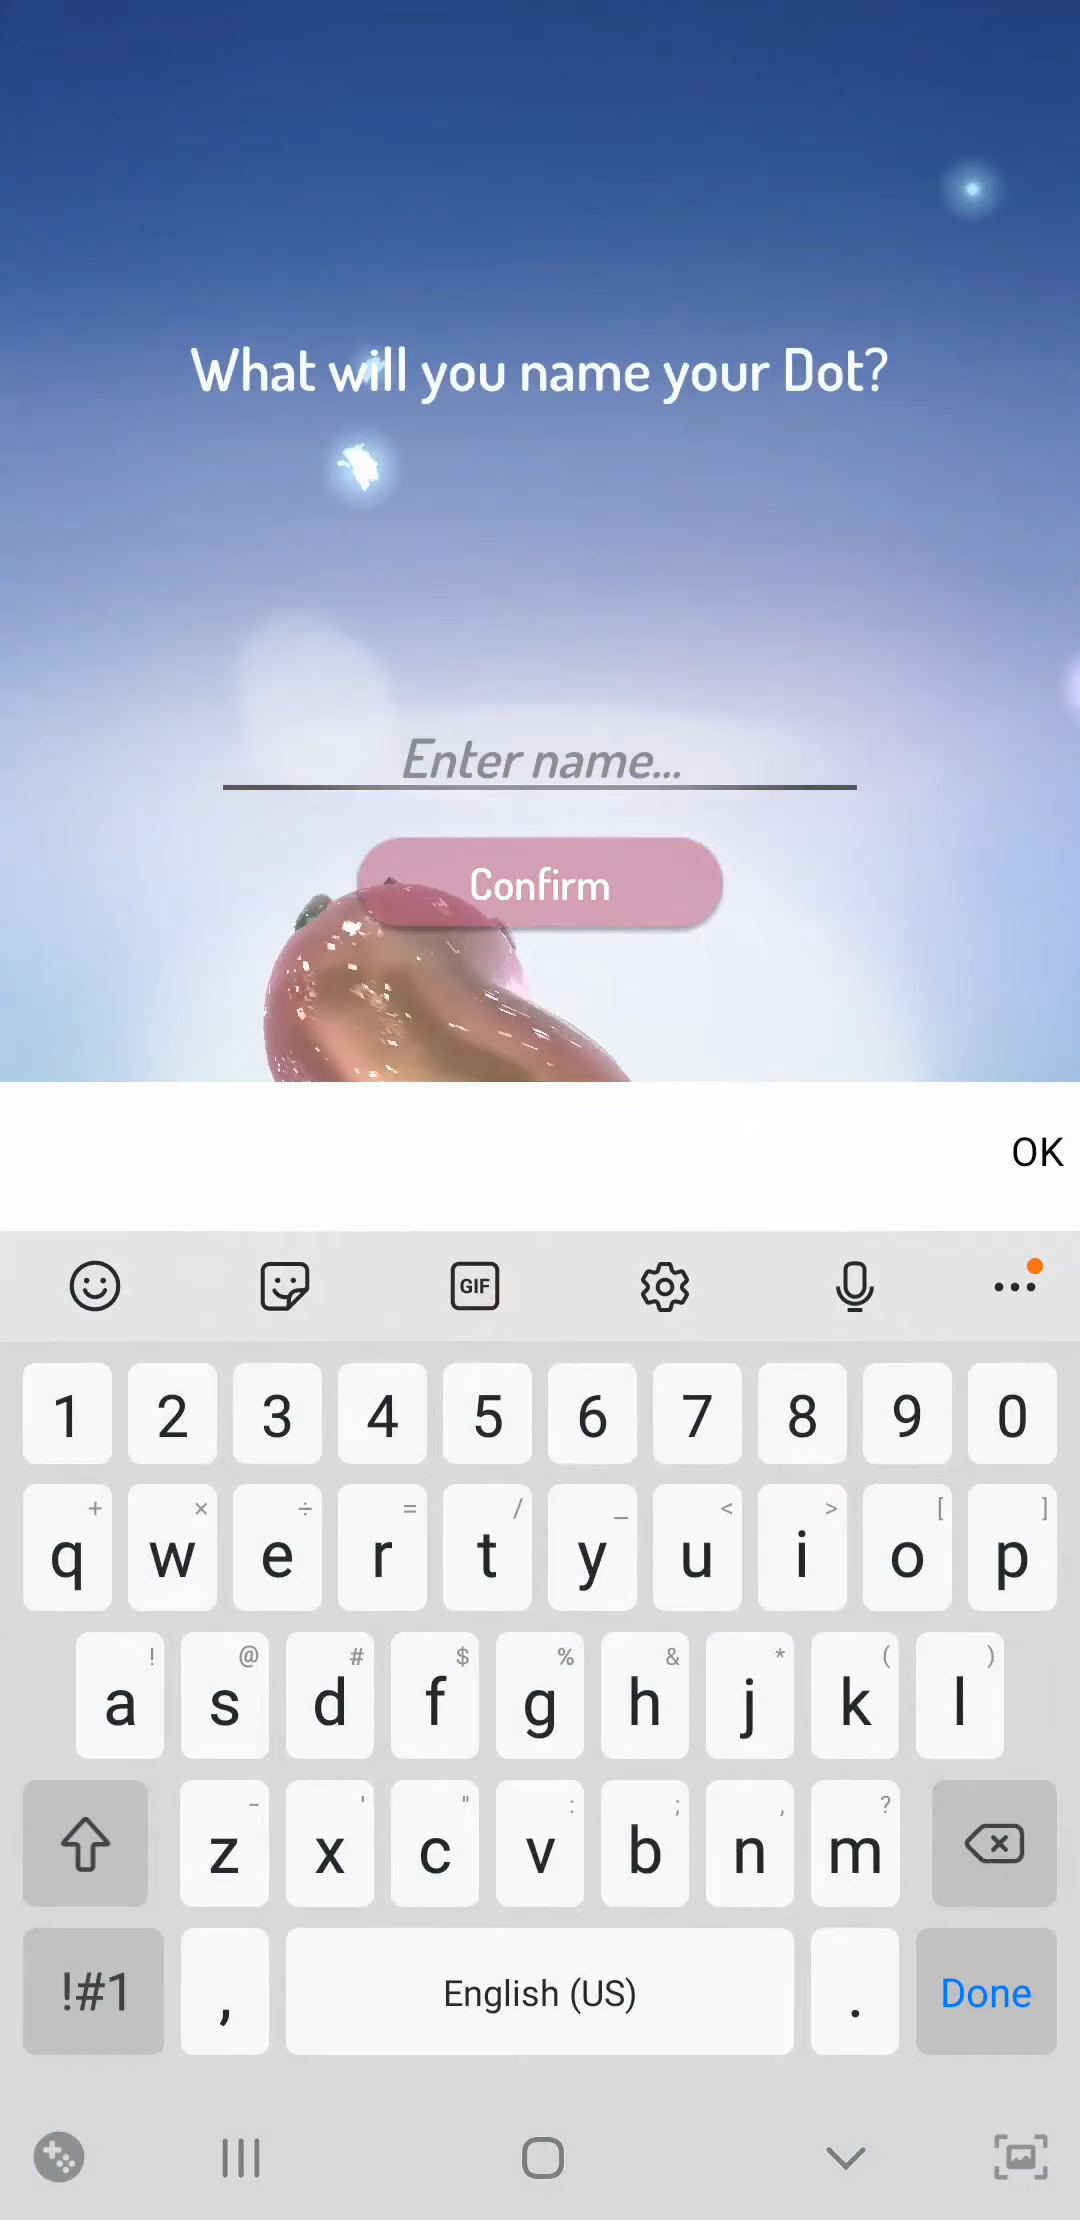 What will you name your Dot?
Enter name...
Confirm
OK
GIF
1 2 3 4 5 6 7 8 9 0
+ × ÷ = / _ < > [ ]
q w e r t y u i o p
! @ # $ % & * ( )
a s d f g h j k l
- ' " : ; , ?
z x c v b n m
!#1 , English (US) . Done